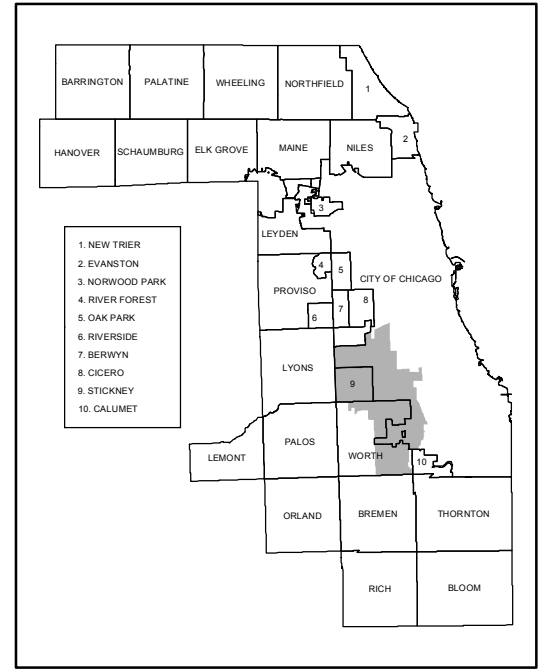 BARRINGTON PALATINE WHEELING NORTHFIELD 1
HANOVER SCHAUMBURG ELK GROVE MAINE NILES 2
3
LEYDEN
4 5 CITY OF CHICAGO
PROVISO 6 7 8
1. NEW TRIER
2. EVANSTON
3. NORWOOD PARK
4. RIVER FOREST
5. OAK PARK
6. RIVERSIDE
7. BERWYN
8. CICERO
9. STICKNEY
10. CALUMET
LYONS 9
LEMONT PALOS WORTH 10
ORLAND BREMEN THORNTON
RICH BLOOM